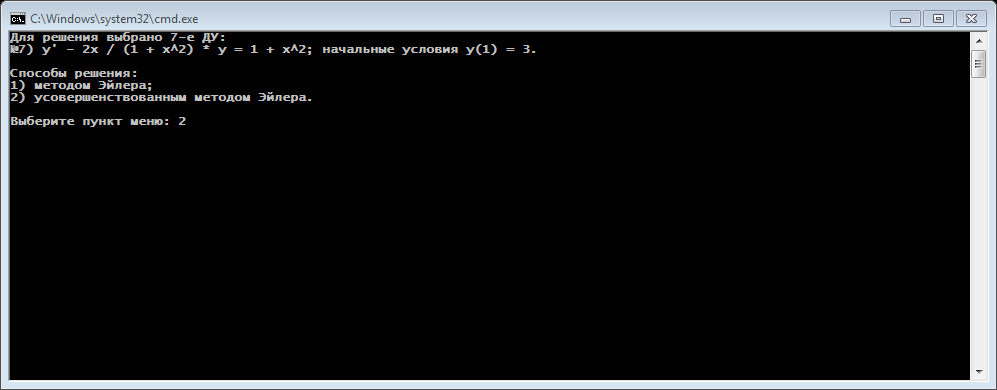 C:\Windows\system32\cmd.exe
Для решения выбрано 7-е ДУ:
№7) y' - 2x / (1 + x^2) * y = 1 + x^2; начальные условия y(1) = 3.
Способы решения:
1) методом Эйлера;
2) усовершенствованным методом Эйлера.
Выберите пункт меню: 2